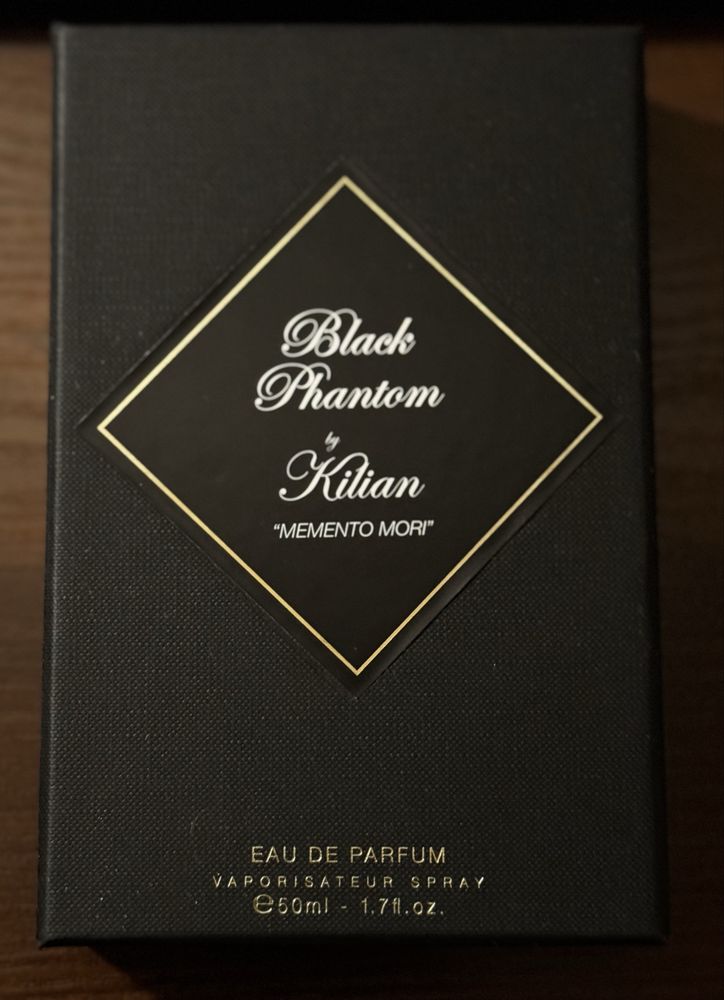 Black
Phantom
by
Kilian
“MEMENTO MORI”
EAU DE PARFUM
VAPORISATEUR SPRAY
℮50ml - 1.7fl.oz.